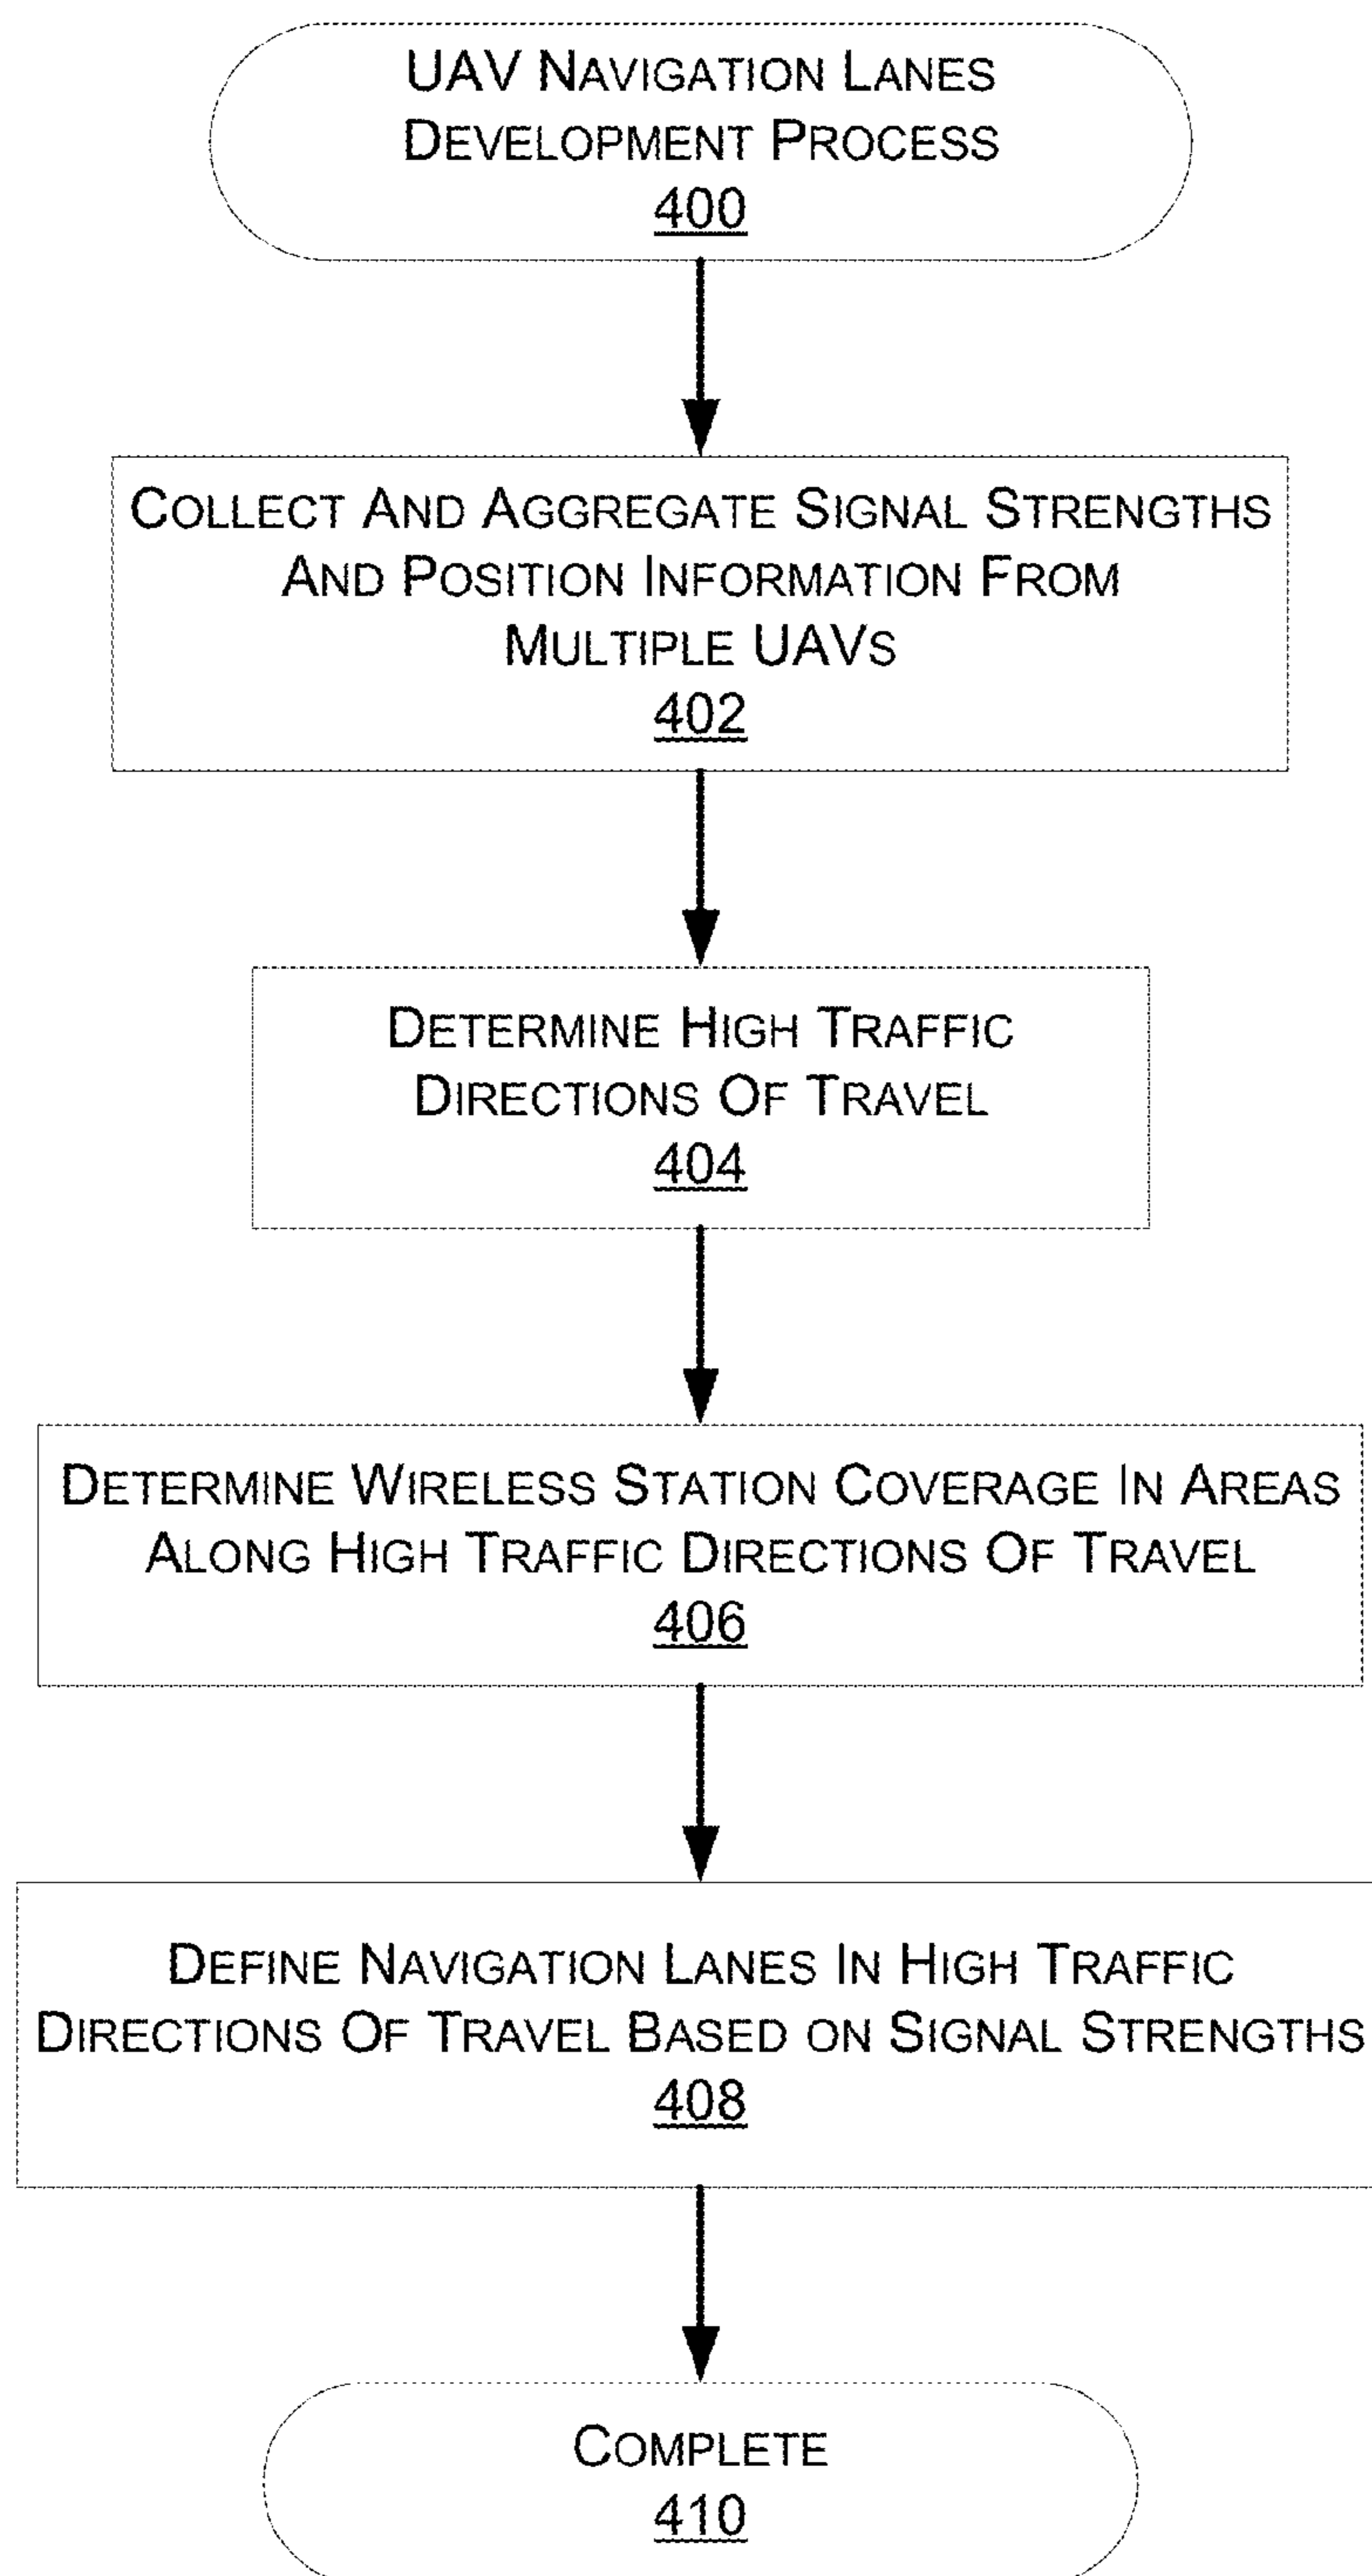 UAV NAVIGATION LANES
DEVELOPMENT PROCESS
400
COLLECT AND AGGREGATE SIGNAL STRENGTHS
AND POSITION INFORMATION FROM
MULTIPLE UAVS
402
DETERMINE HIGH TRAFFIC
DIRECTIONS OF TRAVEL
404
DETERMINE WIRELESS STATION COVERAGE IN AREAS
ALONG HIGH TRAFFIC DIRECTIONS OF TRAVEL
406
DEFINE NAVIGATION LANES IN HIGH TRAFFIC
DIRECTIONS OF TRAVEL BASED ON SIGNAL STRENGTHS
408
COMPLETE
410